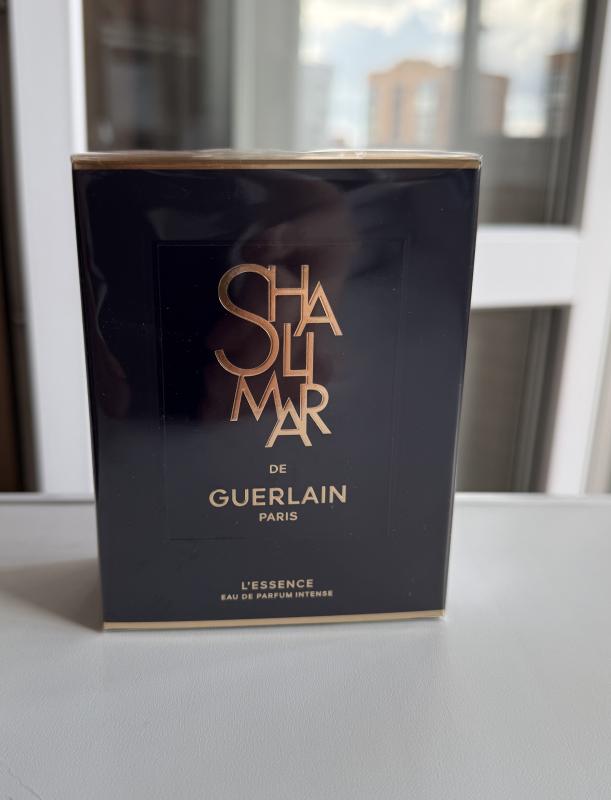 SHA
LI
MAR
DE
GUERLAIN
PARIS
L'ESSENCE
EAU DE PARFUM INTENSE